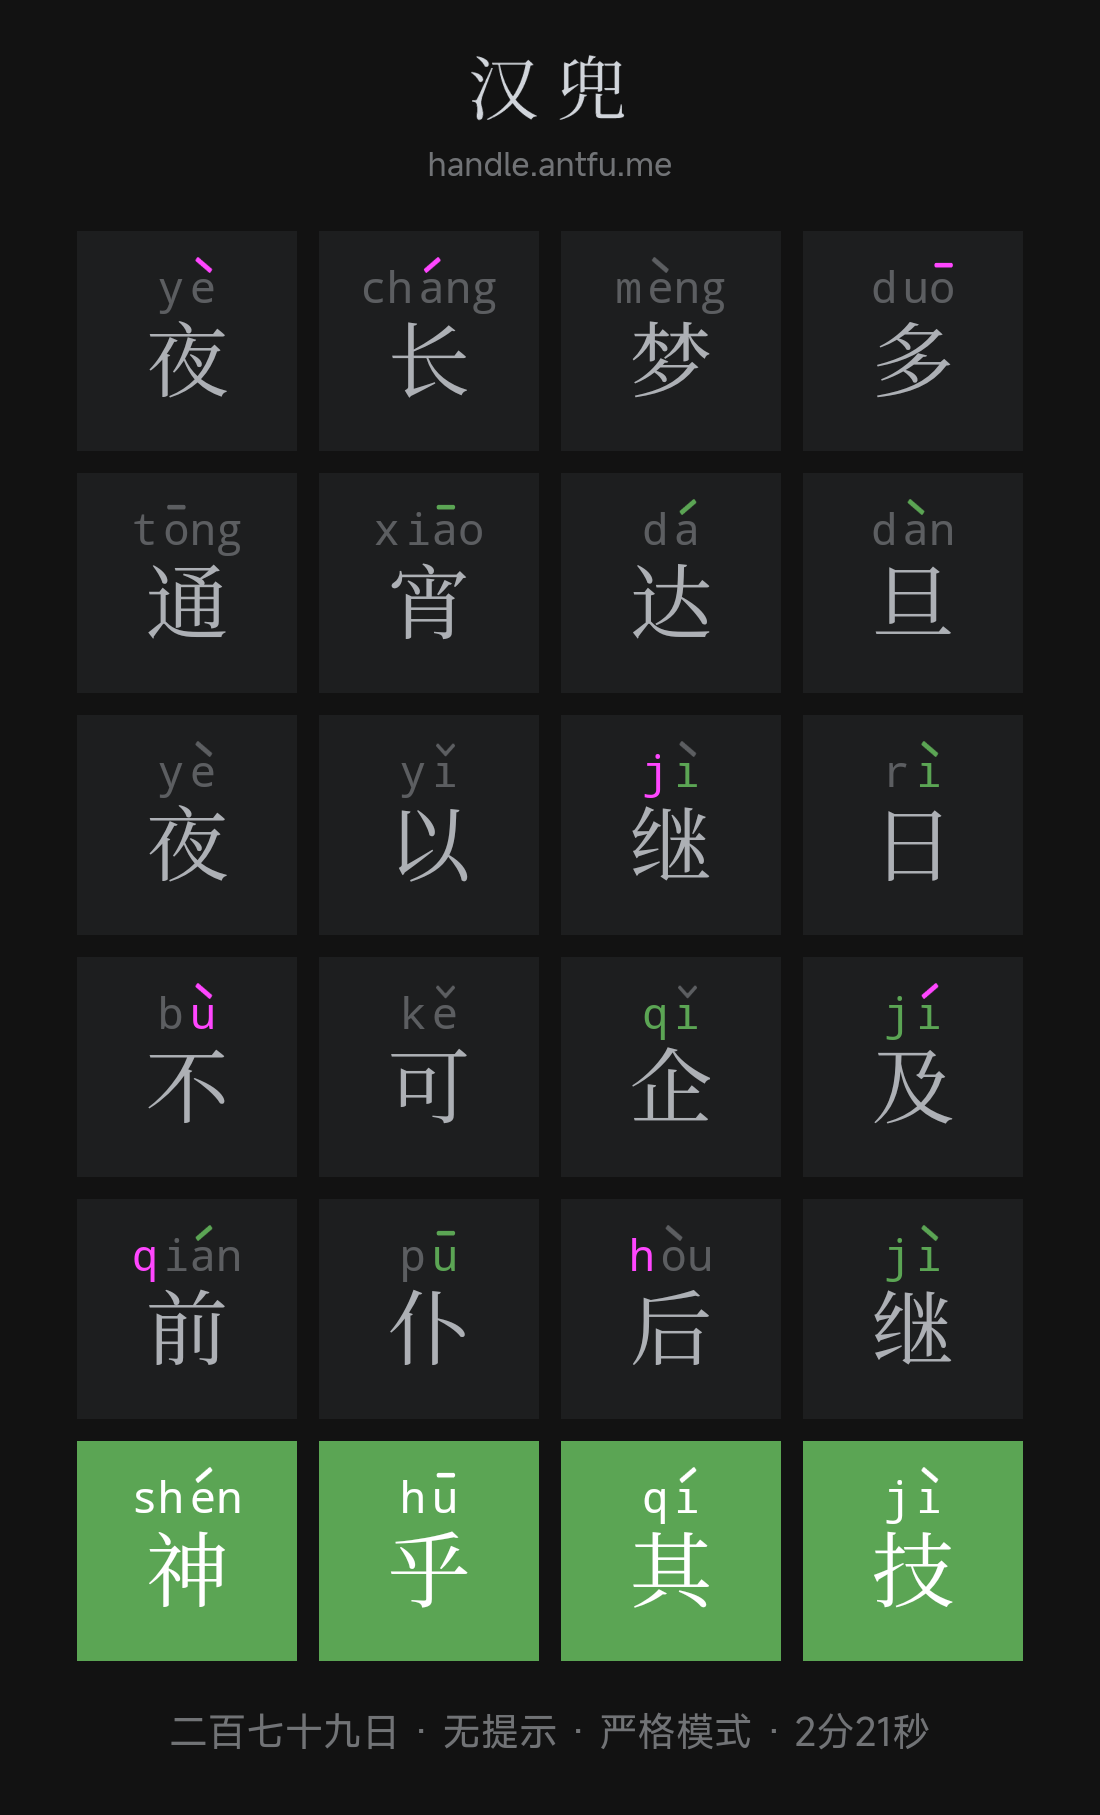 汉兜
handle.antfu.me
yè cháng mèng duō
夜 长 梦 多
tōng xiāo dá dàn
通 宵 达 旦
yè yǐ jì rì
夜 以 继 日
bù kě qǐ jí
不 可 企 及
qián pū hòu jì
前 仆 后 继
shén hū qí jì
神 乎 其 技
二百七十九日 · 无提示 · 严格模式 · 2分21秒